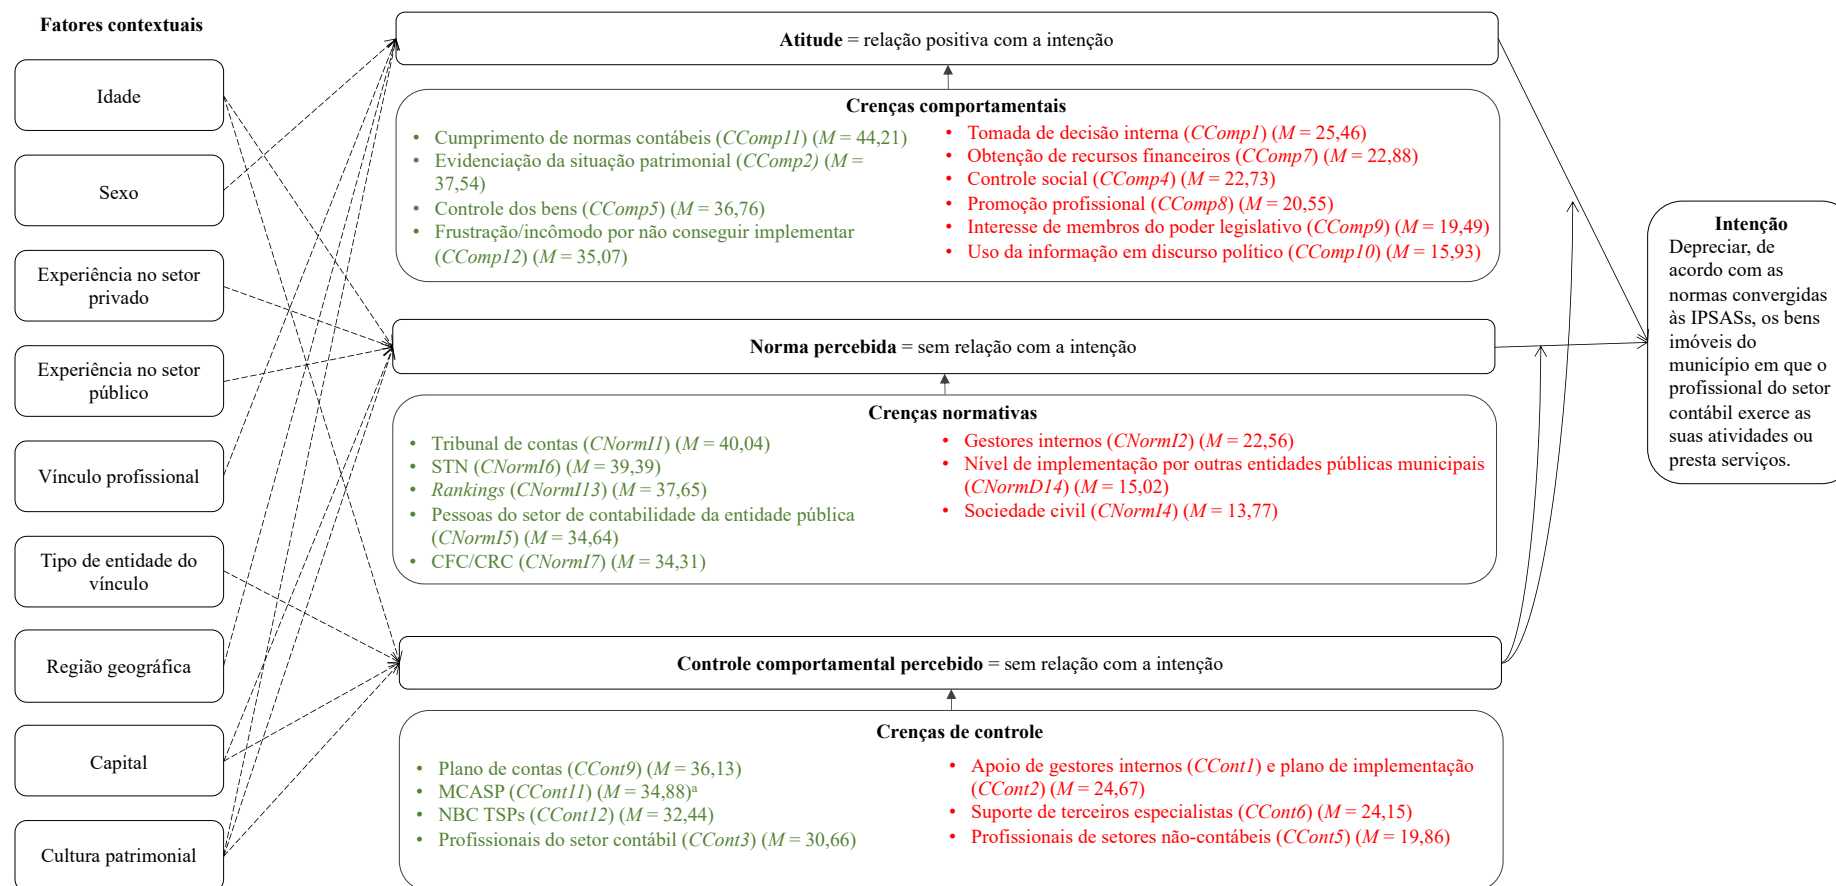 Fatores contextuais
Idade
Sexo
Experiência no setor
privado
Experiência no setor
público
Vínculo profissional
Tipo de entidade do
vínculo
Região geográfica
Capital
Cultura patrimonial
Atitude = relação positiva com a intenção
Crenças comportamentais
• Cumprimento de normas contábeis (CComp11) (M = 44,21)
• Evidenciação da situação patrimonial (CComp2) (M =
37,54)
• Controle dos bens (CComp5) (M = 36,76)
• Frustração/incômodo por não conseguir implementar
(CComp12) (M = 35,07)
• Tomada de decisão interna (CComp1) (M = 25,46)
• Obtenção de recursos financeiros (CComp7) (M = 22,88)
• Controle social (CComp4) (M = 22,73)
• Promoção profissional (CComp8) (M = 20,55)
• Interesse de membros do poder legislativo (CComp9) (M = 19,49)
• Uso da informação em discurso político (CComp10) (M = 15,93)
Norma percebida = sem relação com a intenção
Crenças normativas
• Tribunal de contas (CNormI1) (M = 40,04)
• STN (CNormI6) (M = 39,39)
• Rankings (CNormI13) (M = 37,65)
• Pessoas do setor de contabilidade da entidade pública
(CNormI5) (M = 34,64)
• CFC/CRC (CNormI7) (M = 34,31)
• Gestores internos (CNormI2) (M = 22,56)
• Nível de implementação por outras entidades públicas municipais
(CNormD14) (M = 15,02)
• Sociedade civil (CNormI4) (M = 13,77)
Controle comportamental percebido = sem relação com a intenção
Crenças de controle
• Plano de contas (CCont9) (M = 36,13)
• MCASP (CCont11) (M = 34,88)ª
• NBC TSPs (CCont12) (M = 32,44)
• Profissionais do setor contábil (CCont3) (M = 30,66)
• Apoio de gestores internos (CCont1) e plano de implementação
(CCont2) (M = 24,67)
• Suporte de terceiros especialistas (CCont6) (M = 24,15)
• Profissionais de setores não-contábeis (CCont5) (M = 19,86)
Intenção
Depreciar, de
acordo com as
normas convergidas
às IPSASs, os bens
imóveis do
município em que o
profissional do setor
contábil exerce as
suas atividades ou
presta serviços.